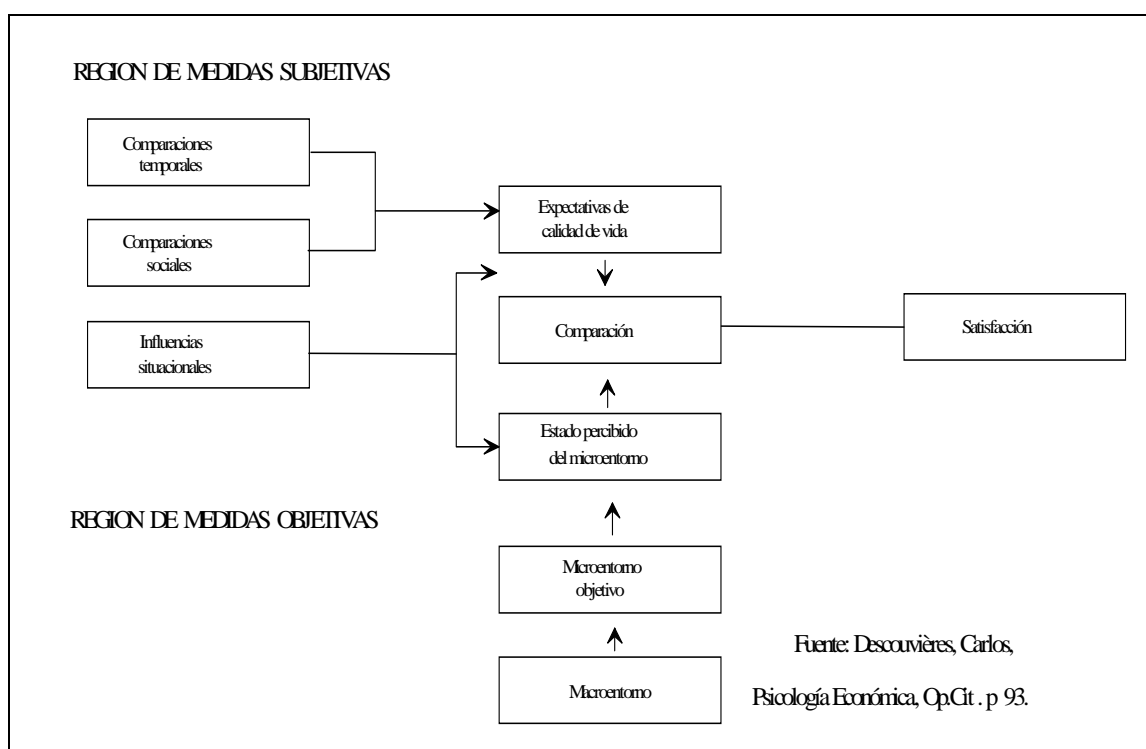 REGION DE MEDIDAS SUBJETIVAS
Comparaciones
temporales
Expectativas de
calidad de vida
Comparaciones
sociales
Influencias
situacionales
Comparación
Satisfacción
Estado percibido
del microentorno
REGION DE MEDIDAS OBJETIVAS
Microentorno
objetivo
Macroentorno
Fuente: Descouvières, Carlos,
Psicología Económica, Op.Cit . p 93.